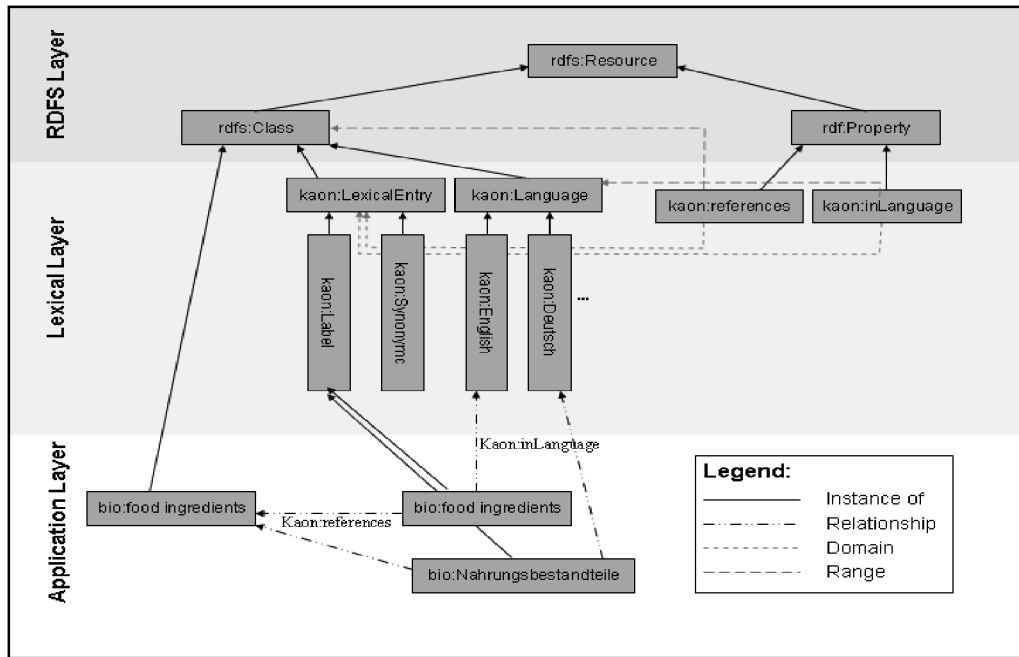 RDFS Layer
rdfs:Resource
rdfs:Class
rdf:Property
Lexical Layer
kaon:LexicalEntry
kaon:Language
kaon:references
kaon:inLanguage
kaon:Label
kaon:Synonymc
kaon:English
kaon:Deutsch
...
Application Layer
Kaon:inLanguage
bio:food ingredients
Kaon:references
bio:food ingredients
bio:Nahrungsbestandteile
Legend:
Instance of
Relationship
Domain
Range